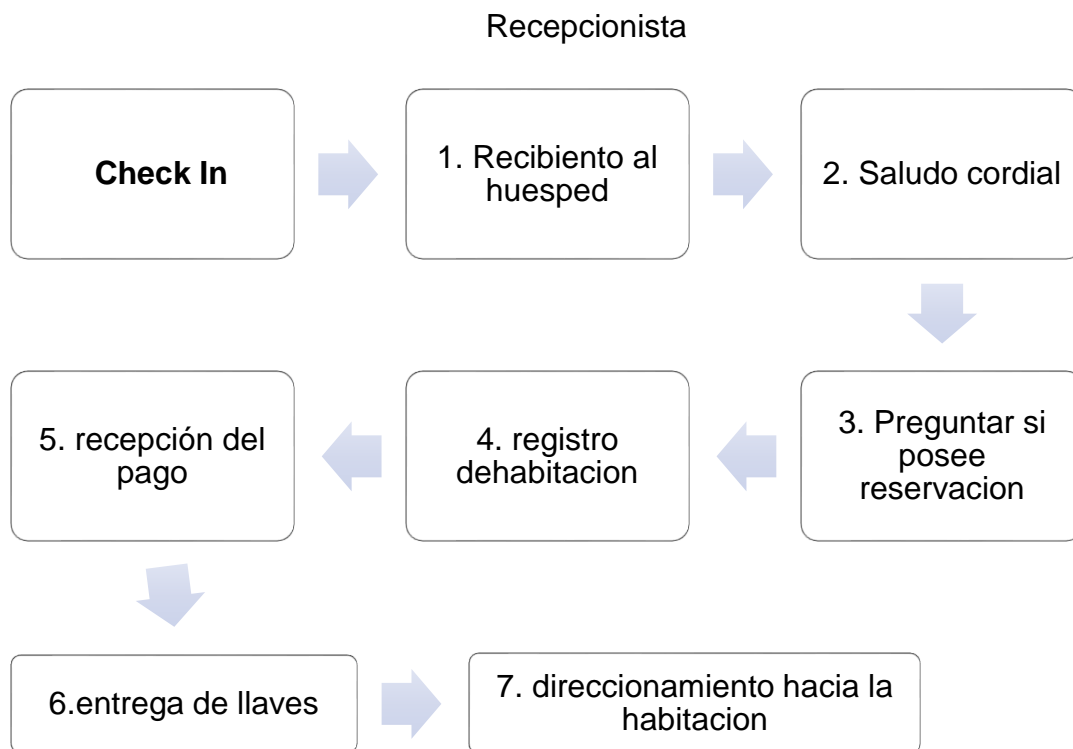 Recepcionista
Check In
1. Recibiento al
huesped
2. Saludo cordial
3. Preguntar si
posee
reservacion
4. registro
dehabitacion
5. recepción del
pago
6.entrega de llaves
7. direccionamiento hacia la
habitacion